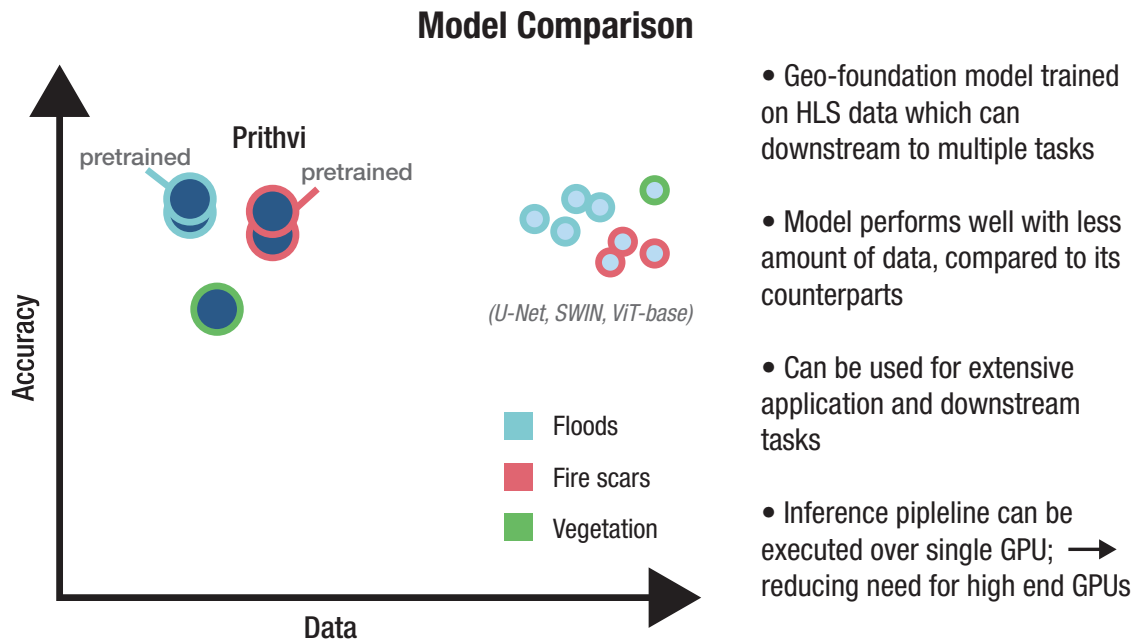 Model Comparison
Prithvi
pretrained
pretrained
Accuracy
(U-Net, SWIN, ViT-base)
Floods
Fire scars
Vegetation
Data
• Geo-foundation model trained
on HLS data which can
downstream to multiple tasks
• Model performs well with less
amount of data, compared to its
counterparts
• Can be used for extensive
application and downstream
tasks
• Inference pipleline can be
executed over single GPU; →
reducing need for high end GPUs